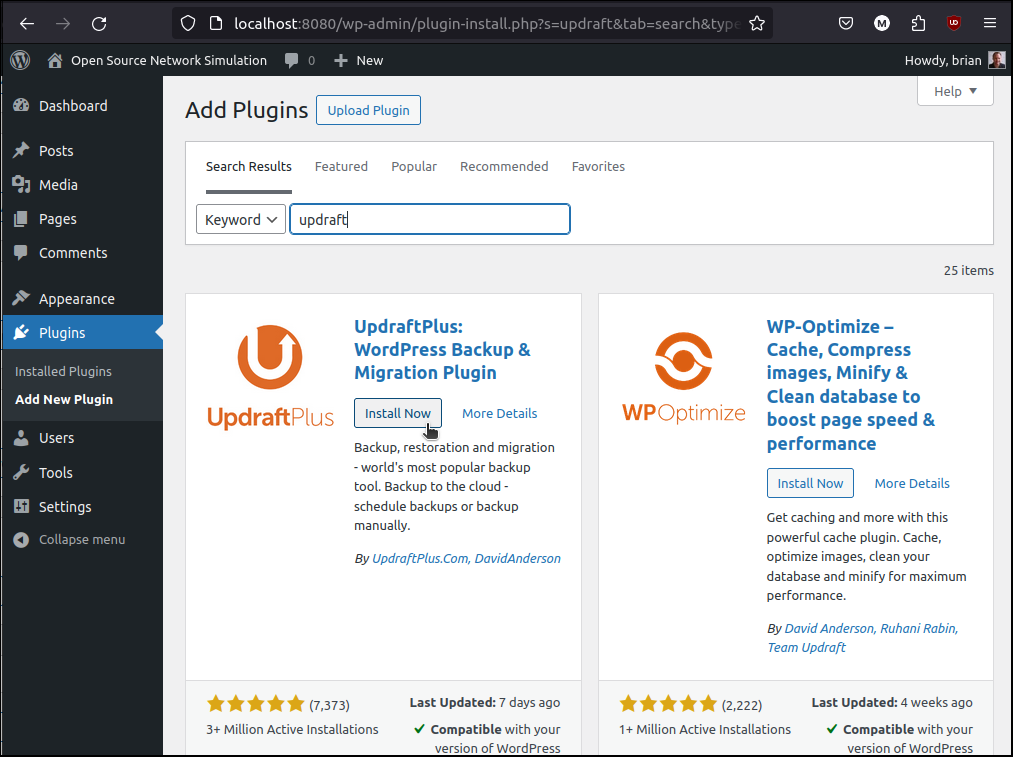 localhost:8080/wp-admin/plugin-install.php?s=updraft&tab=search&type
M
UD
Open Source Network Simulation 0 New Howdy, brian
Dashboard
Posts
Media
Pages
Comments
Appearance
Plugins
Installed Plugins
Add New Plugin
Users
Tools
Settings
Collapse menu
Help
Add Plugins Upload Plugin
Search Results Featured Popular Recommended Favorites
Keyword updraft
25 items
UpdraftPlus
UpdraftPlus:
WordPress Backup &
Migration Plugin
Install Now More Details
Backup, restoration and migration
- world's most popular backup
tool. Backup to the cloud -
schedule backups or backup
manually.
By UpdraftPlus.Com, DavidAnderson
(7,373)
3+ Million Active Installations
Last Updated: 7 days ago
Compatible with your
version of WordPress
WPOptimize
WP-Optimize –
Cache, Compress
images, Minify &
Clean database to
boost page speed &
performance
Install Now More Details
Get caching and more with this
powerful cache plugin. Cache,
optimize images, clean your
database and minify for maximum
performance.
By David Anderson, Ruhani Rabin,
Team Updraft
(2,222)
1+ Million Active Installations
Last Updated: 4 weeks ago
Compatible with your
version of WordPress